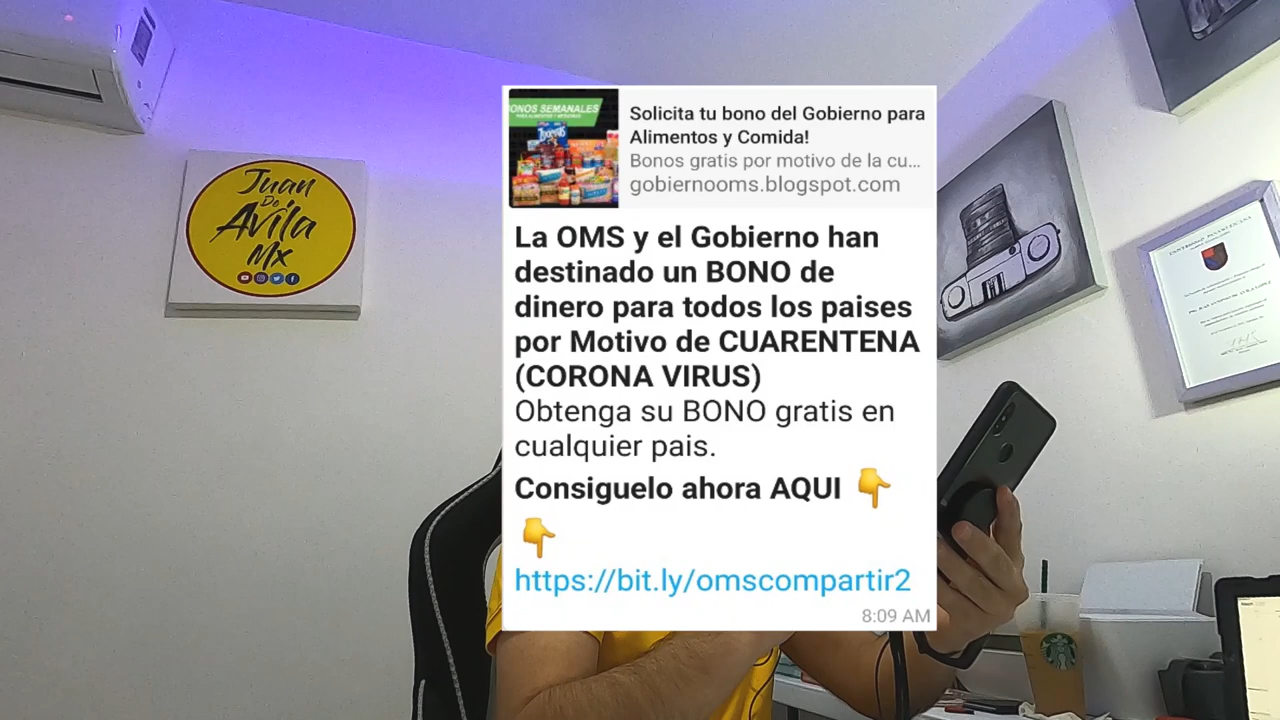 Juan
De
Avila
Mx
ONOS SEMANALES
Solicita tu bono del Gobierno para
Alimentos y Comida!
Bonos gratis por motivo de la cu...
gobiernooms.blogspot.com
La OMS y el Gobierno han
destinado un BONO de
dinero para todos los paises
por Motivo de CUARENTENA
(CORONA VIRUS)
Obtenga su BONO gratis en
cualquier pais.
Consiguelo ahora AQUI 👇
👇
https://bit.ly/omscompartir2
8:09 AM